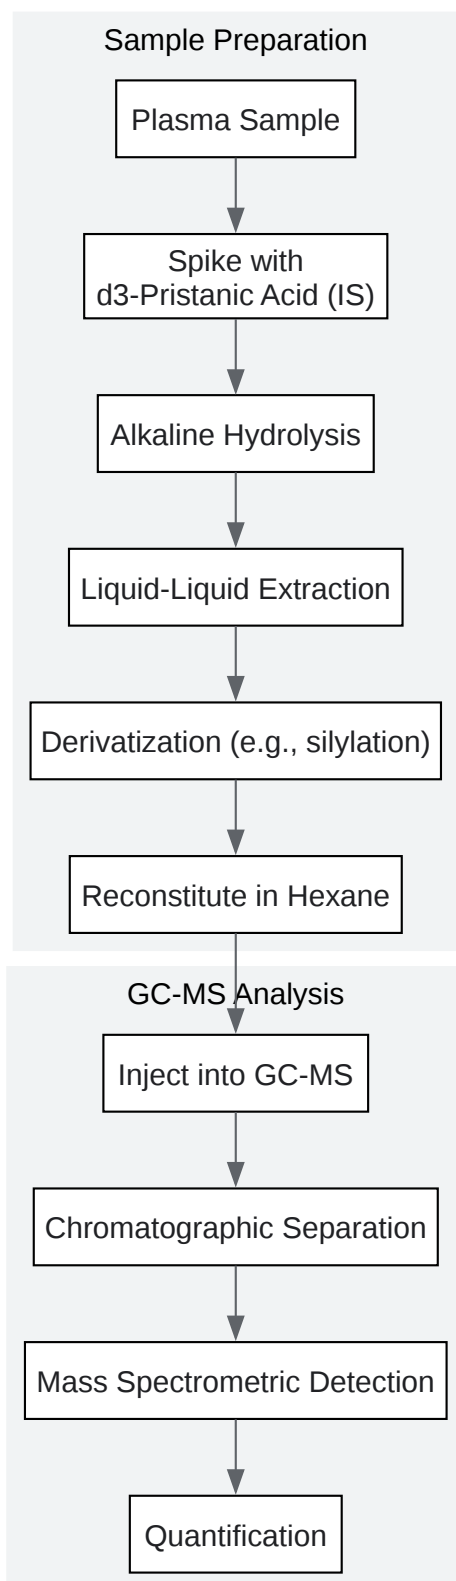 Sample Preparation
Plasma Sample
Spike with
d3-Pristanic Acid (IS)
Alkaline Hydrolysis
Liquid-Liquid Extraction
Derivatization (e.g., silylation)
Reconstitute in Hexane
GC-MS Analysis
Inject into GC-MS
Chromatographic Separation
Mass Spectrometric Detection
Quantification